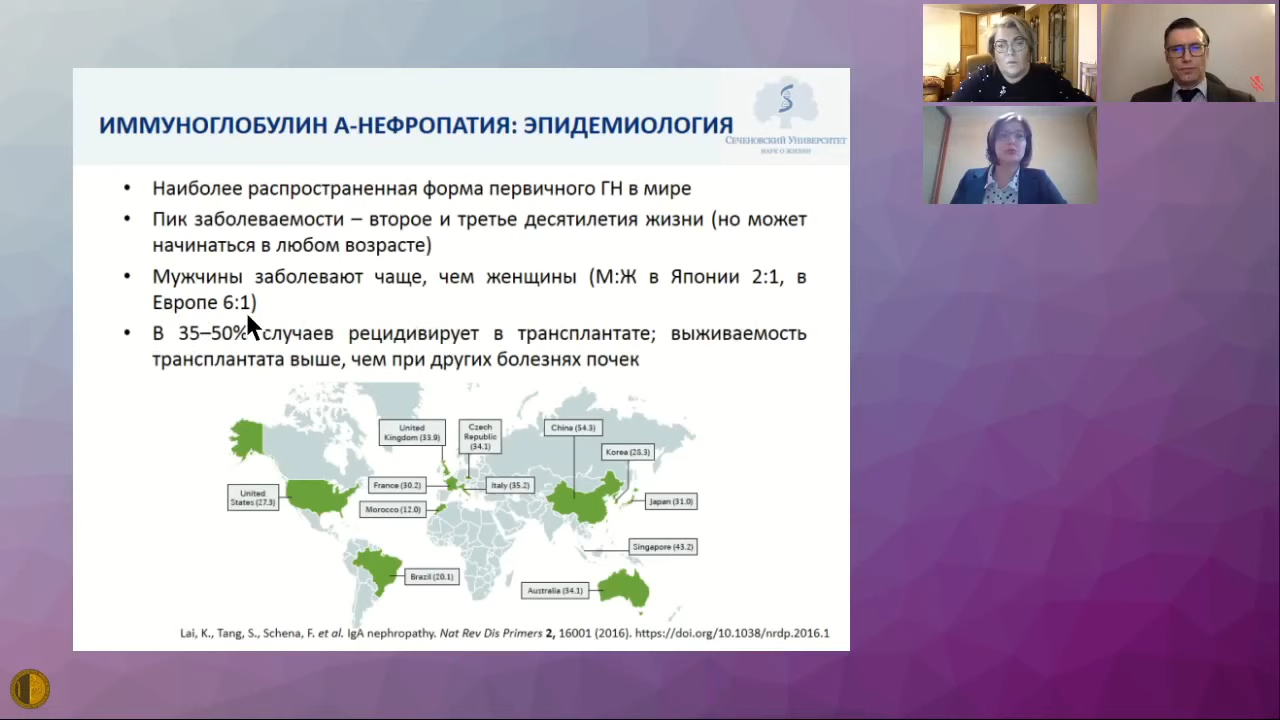 ИММУНОГЛОБУЛИН А-НЕФРОПАТИЯ: ЭПИДЕМИОЛОГИЯ
СЕЧЕНОВСКИЙ УНИВЕРСИТЕТ
НАУК О ЖИЗНИ
• Наиболее распространенная форма первичного ГН в мире
• Пик заболеваемости – второе и третье десятилетия жизни (но может
начинаться в любом возрасте)
• Мужчины заболевают чаще, чем женщины (М:Ж в Японии 2:1, в
Европе 6:1)
• В 35–50% случаев рецидивирует в трансплантате; выживаемость
трансплантата выше, чем при других болезнях почек
United
Kingdom (33.9)
Czech
Republic
(34.1)
China (54.3)
Korea (28.3)
France (30.2)
Italy (35.2)
United
States (27.3)
Morocco (12.0)
Japan (31.0)
Singapore (43.2)
Brazil (20.1)
Australia (34.1)
Lai, K., Tang, S., Schena, F. et al. IgA nephropathy. Nat Rev Dis Primers 2, 16001 (2016). https://doi.org/10.1038/nrdp.2016.1